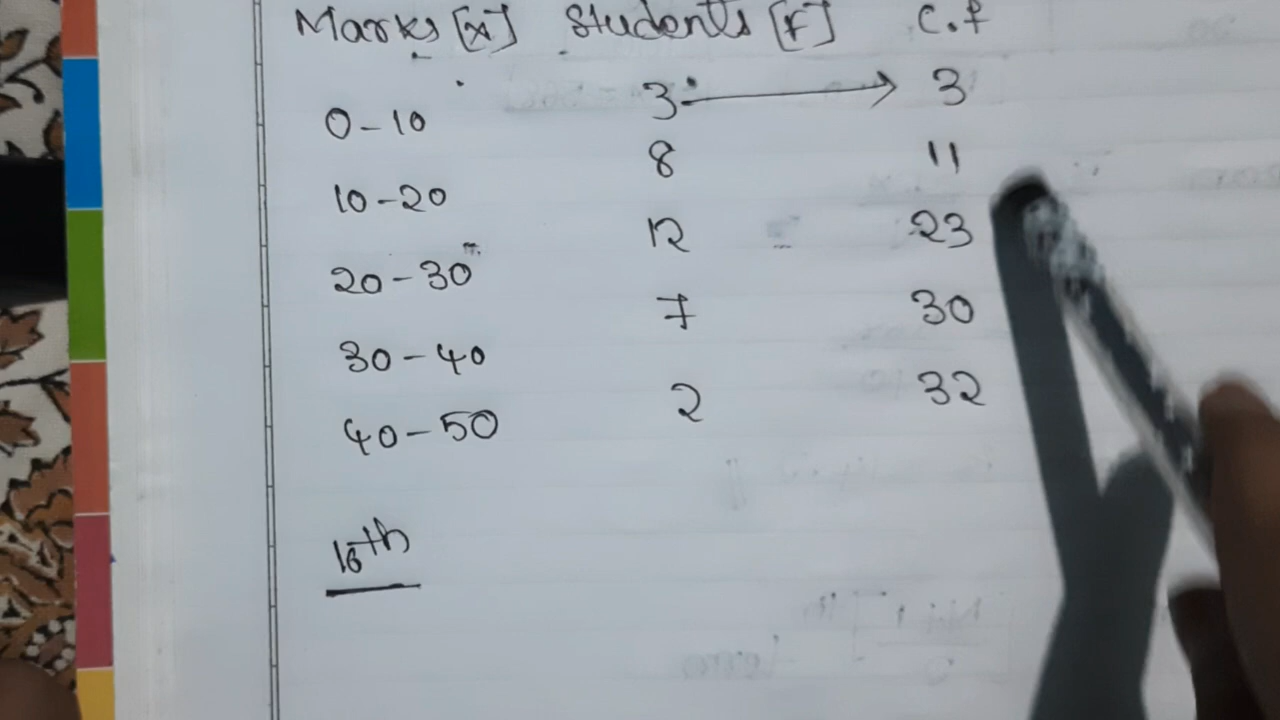 Marks [x] Students [f] c.f
0-10 3 → 3
10-20 8 11
20-30 12 23
30-40 7 30
40-50 2 32
16th